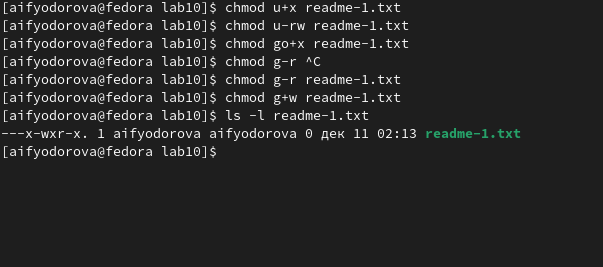 [aifyodorova@fedora lab10]$ chmod u+x readme-1.txt
[aifyodorova@fedora lab10]$ chmod u-rw readme-1.txt
[aifyodorova@fedora lab10]$ chmod go+x readme-1.txt
[aifyodorova@fedora lab10]$ chmod g-r ^C
[aifyodorova@fedora lab10]$ chmod g-r readme-1.txt
[aifyodorova@fedora lab10]$ chmod g+w readme-1.txt
[aifyodorova@fedora lab10]$ ls -l readme-1.txt
---x-wxr-x. 1 aifyodorova aifyodorova 0 дек 11 02:13 readme-1.txt
[aifyodorova@fedora lab10]$